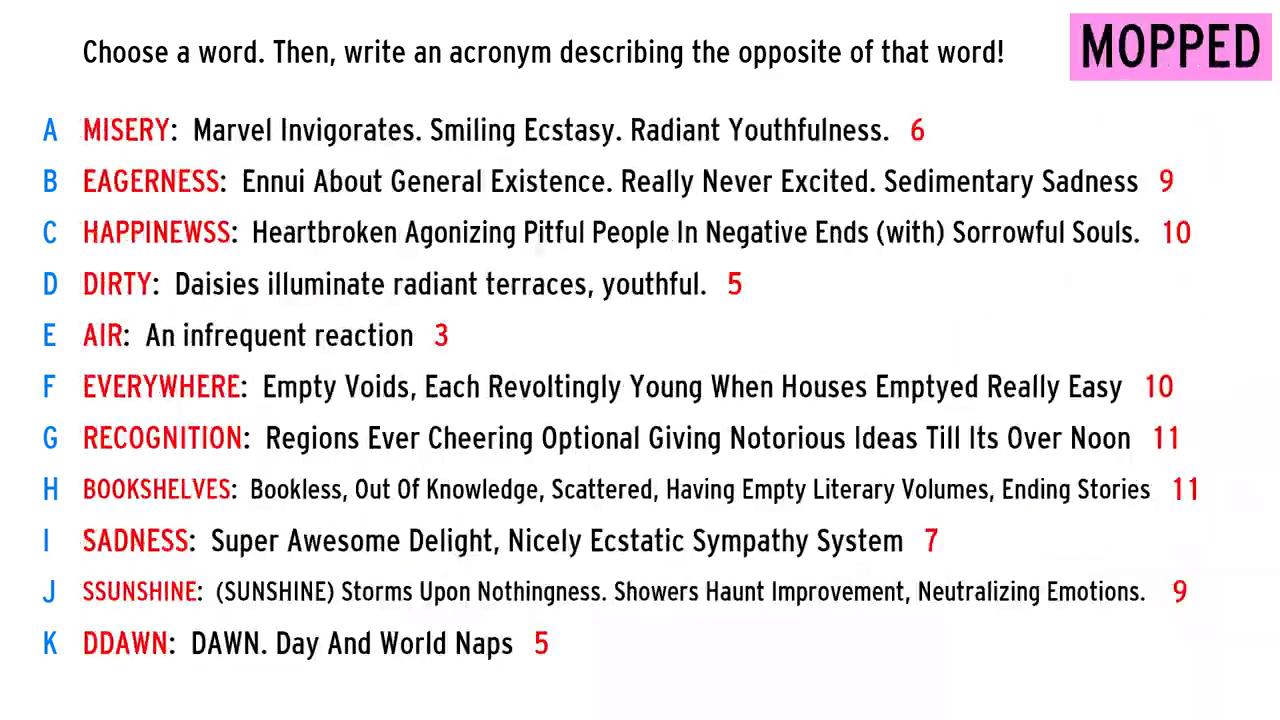 Choose a word. Then, write an acronym describing the opposite of that word!
MOPPED
A MISERY: Marvel Invigorates. Smiling Ecstasy. Radiant Youthfulness. 6
B EAGERNESS: Ennui About General Existence. Really Never Excited. Sedimentary Sadness 9
C HAPPINEWSS: Heartbroken Agonizing Pitful People In Negative Ends (with) Sorrowful Souls. 10
D DIRTY: Daisies illuminate radiant terraces, youthful. 5
E AIR: An infrequent reaction 3
F EVERYWHERE: Empty Voids, Each Revoltingly Young When Houses Emptyed Really Easy 10
G RECOGNITION: Regions Ever Cheering Optional Giving Notorious Ideas Till Its Over Noon 11
H BOOKSHELVES: Bookless, Out Of Knowledge, Scattered, Having Empty Literary Volumes, Ending Stories 11
I SADNESS: Super Awesome Delight, Nicely Ecstatic Sympathy System 7
J SSUNSHINE: (SUNSHINE) Storms Upon Nothingness. Showers Haunt Improvement, Neutralizing Emotions. 9
K DDAWN: DAWN. Day And World Naps 5